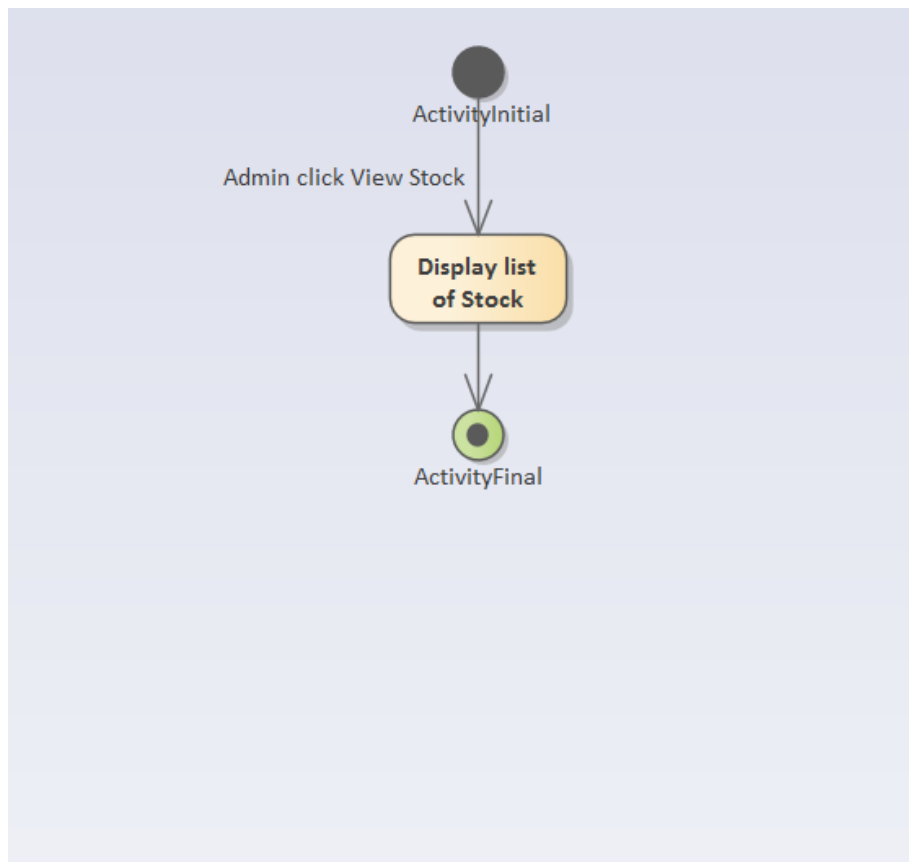 ActivityInitial
Admin click View Stock
Display list
of Stock
ActivityFinal